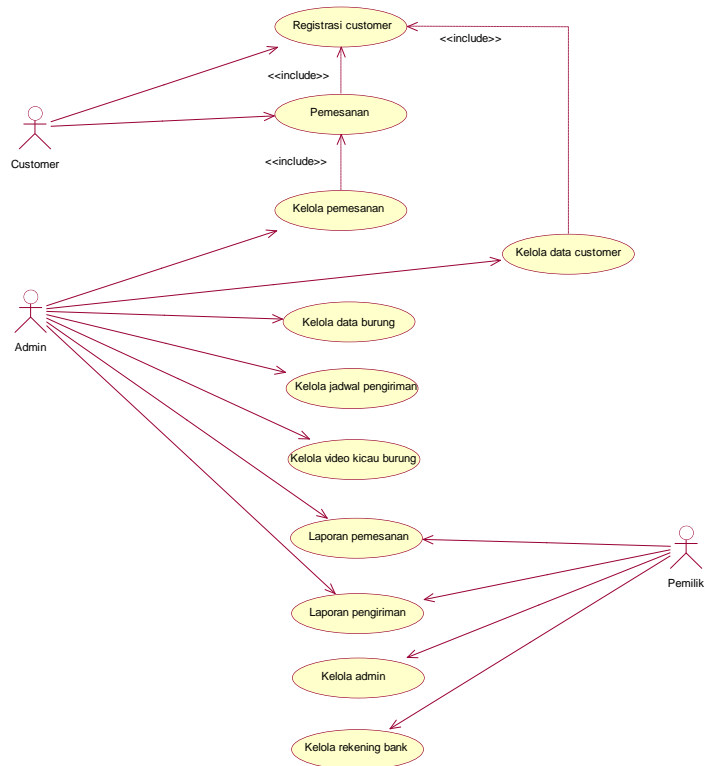 Registrasi customer
<<include>>
<<include>>
Pemesanan
Customer
<<include>>
Kelola pemesanan
Kelola data customer
Kelola data burung
Admin
Kelola jadwal pengiriman
Kelola video kicau burung
Laporan pemesanan
Pemilik
Laporan pengiriman
Kelola admin
Kelola rekening bank